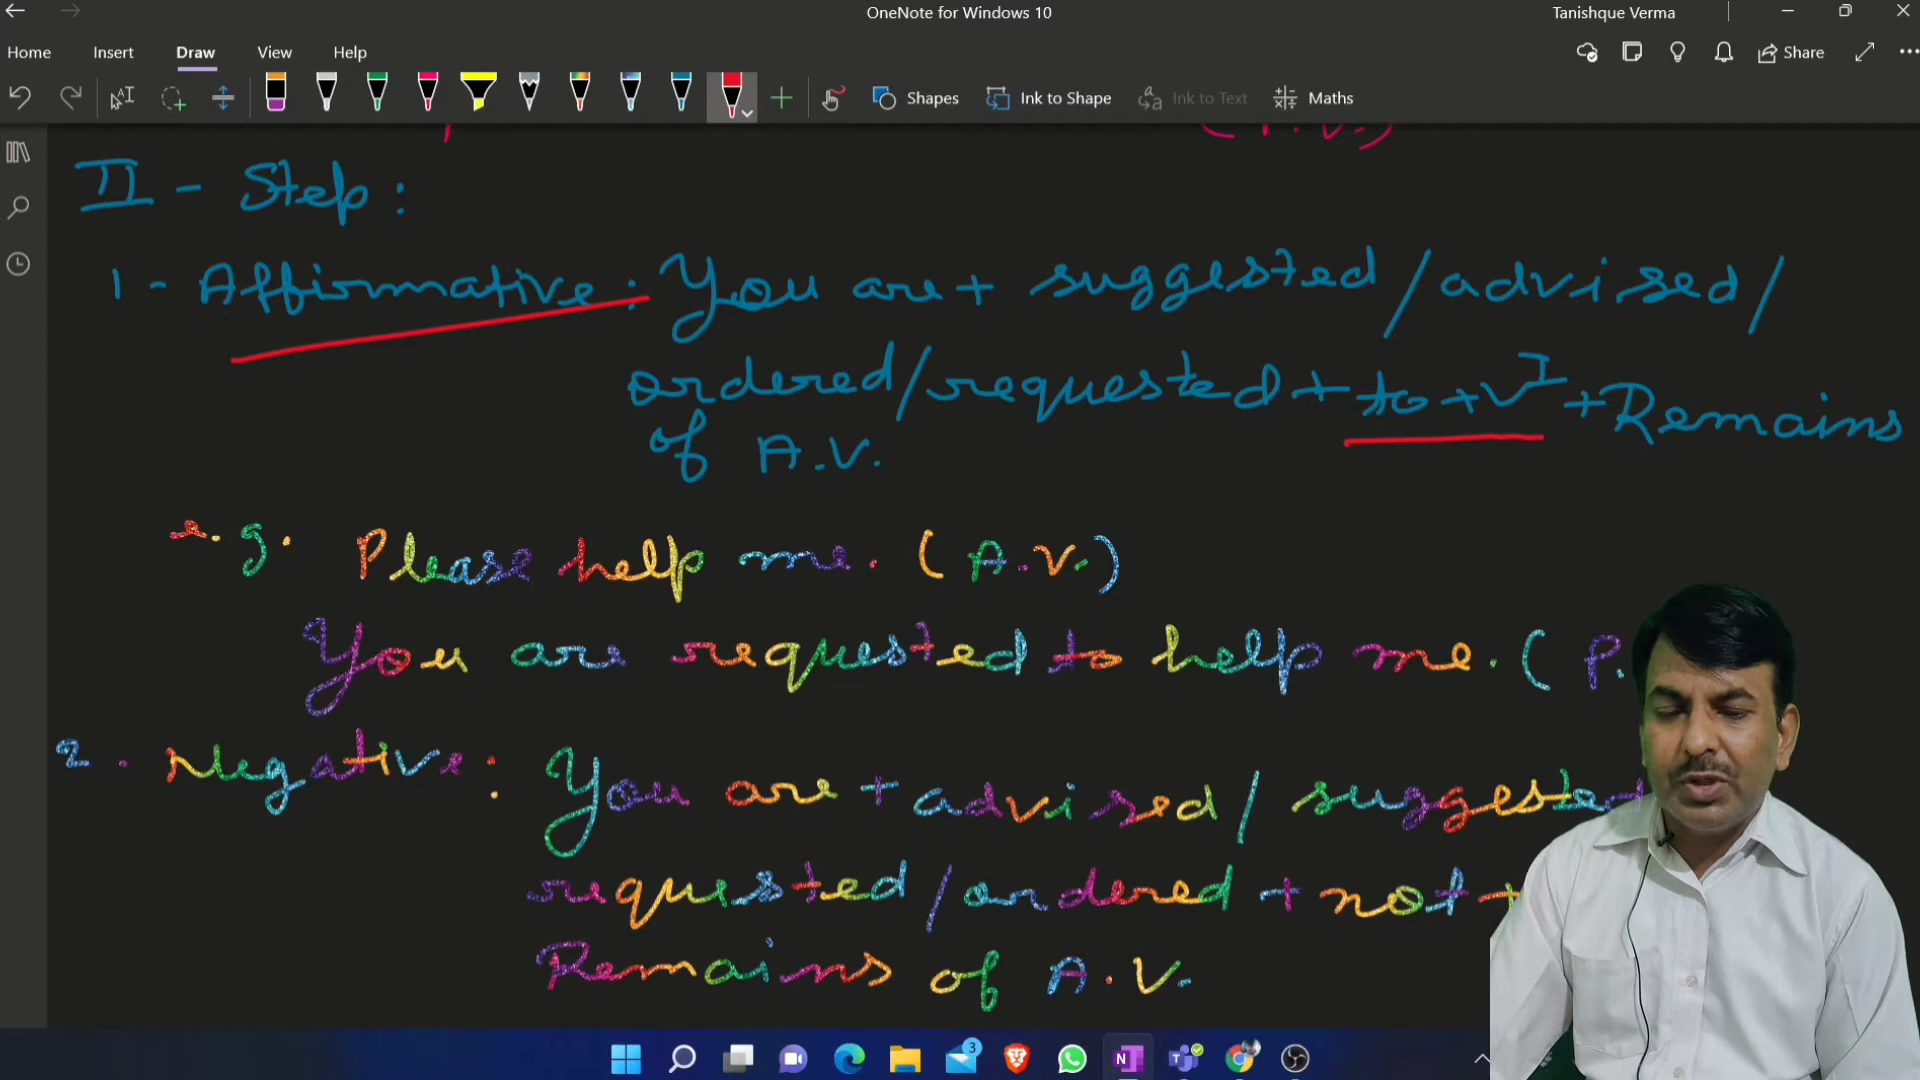 OneNote for Windows 10
Tanishque Verma
Home Insert Draw View Help
Share
Shapes Ink to Shape Ink to Text Maths
(P.V.)
II - Step:
1 - Affirmative: You are + suggested/advised/
ordered/requested + to + V^I + Remains
of A.V.
e.g. Please help me. (A.V.)
You are requested to help me. (P.
2. Negative: You are + advised/suggested
requested/ordered + not +
Remains of A.V.
3